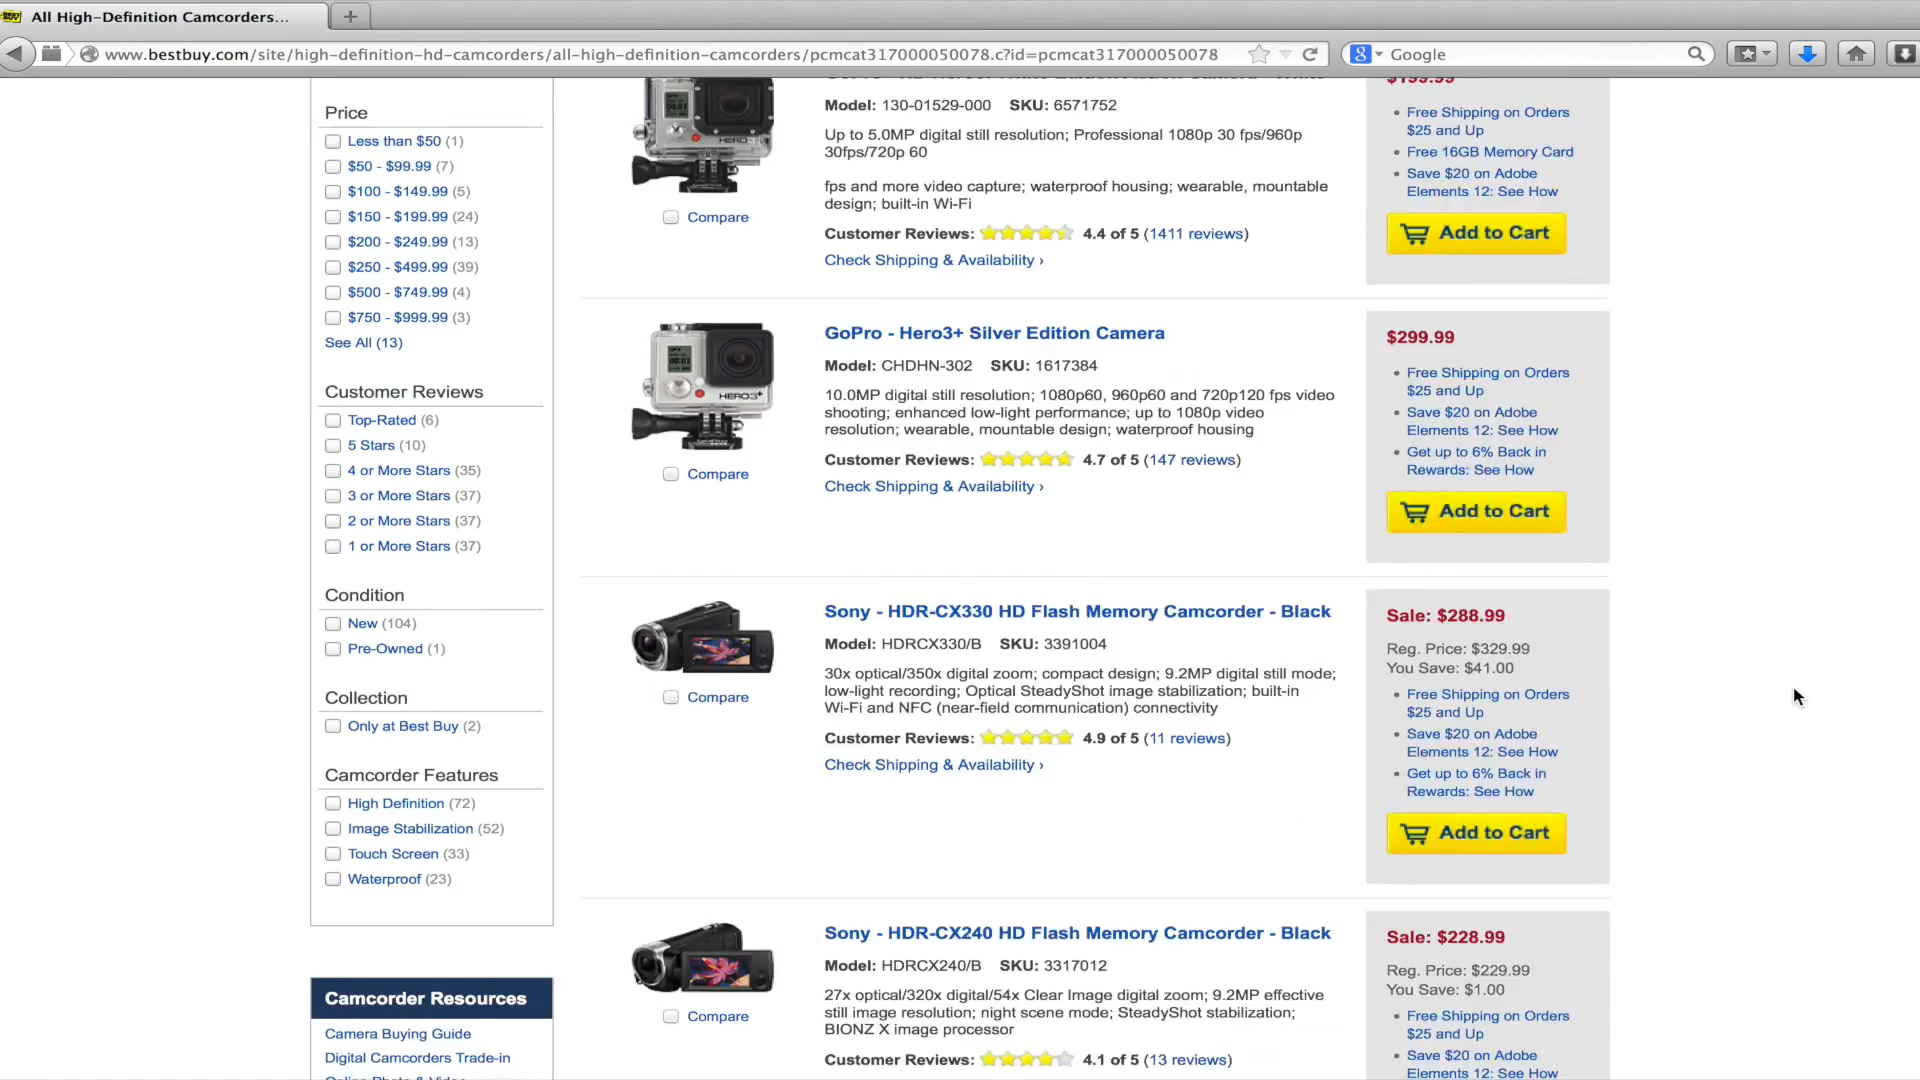 All High-Definition Camcorders...
www.bestbuy.com/site/high-definition-hd-camcorders/all-high-definition-camcorders/pcmcat317000050078.c?id=pcmcat317000050078
Google
Price
Less than $50 (1)
$50 - $99.99 (7)
$100 - $149.99 (5)
$150 - $199.99 (24)
$200 - $249.99 (13)
$250 - $499.99 (39)
$500 - $749.99 (4)
$750 - $999.99 (3)
See All (13)
Customer Reviews
Top-Rated (6)
5 Stars (10)
4 or More Stars (35)
3 or More Stars (37)
2 or More Stars (37)
1 or More Stars (37)
Condition
New (104)
Pre-Owned (1)
Collection
Only at Best Buy (2)
Camcorder Features
High Definition (72)
Image Stabilization (52)
Touch Screen (33)
Waterproof (23)
Camcorder Resources
Camera Buying Guide
Digital Camcorders Trade-in
Model: 130-01529-000 SKU: 6571752
Up to 5.0MP digital still resolution; Professional 1080p 30 fps/960p
30fps/720p 60
fps and more video capture; waterproof housing; wearable, mountable
design; built-in Wi-Fi
Customer Reviews: 4.4 of 5 (1411 reviews)
Check Shipping & Availability ›
Compare
$199.99
Free Shipping on Orders
$25 and Up
Free 16GB Memory Card
Save $20 on Adobe
Elements 12: See How
Add to Cart
HERO3+
GoPro - Hero3+ Silver Edition Camera
Model: CHDHN-302 SKU: 1617384
10.0MP digital still resolution; 1080p60, 960p60 and 720p120 fps video
shooting; enhanced low-light performance; up to 1080p video
resolution; wearable, mountable design; waterproof housing
Customer Reviews: 4.7 of 5 (147 reviews)
Check Shipping & Availability ›
Compare
$299.99
Free Shipping on Orders
$25 and Up
Save $20 on Adobe
Elements 12: See How
Get up to 6% Back in
Rewards: See How
Add to Cart
Sony - HDR-CX330 HD Flash Memory Camcorder - Black
Model: HDRCX330/B SKU: 3391004
30x optical/350x digital zoom; compact design; 9.2MP digital still mode;
low-light recording; Optical SteadyShot image stabilization; built-in
Wi-Fi and NFC (near-field communication) connectivity
Customer Reviews: 4.9 of 5 (11 reviews)
Check Shipping & Availability ›
Compare
Sale: $288.99
Reg. Price: $329.99
You Save: $41.00
Free Shipping on Orders
$25 and Up
Save $20 on Adobe
Elements 12: See How
Get up to 6% Back in
Rewards: See How
Add to Cart
Sony - HDR-CX240 HD Flash Memory Camcorder - Black
Model: HDRCX240/B SKU: 3317012
27x optical/320x digital/54x Clear Image digital zoom; 9.2MP effective
still image resolution; night scene mode; SteadyShot stabilization;
BIONZ X image processor
Customer Reviews: 4.1 of 5 (13 reviews)
Compare
Sale: $228.99
Reg. Price: $229.99
You Save: $1.00
Free Shipping on Orders
$25 and Up
Save $20 on Adobe
Elements 12: See How